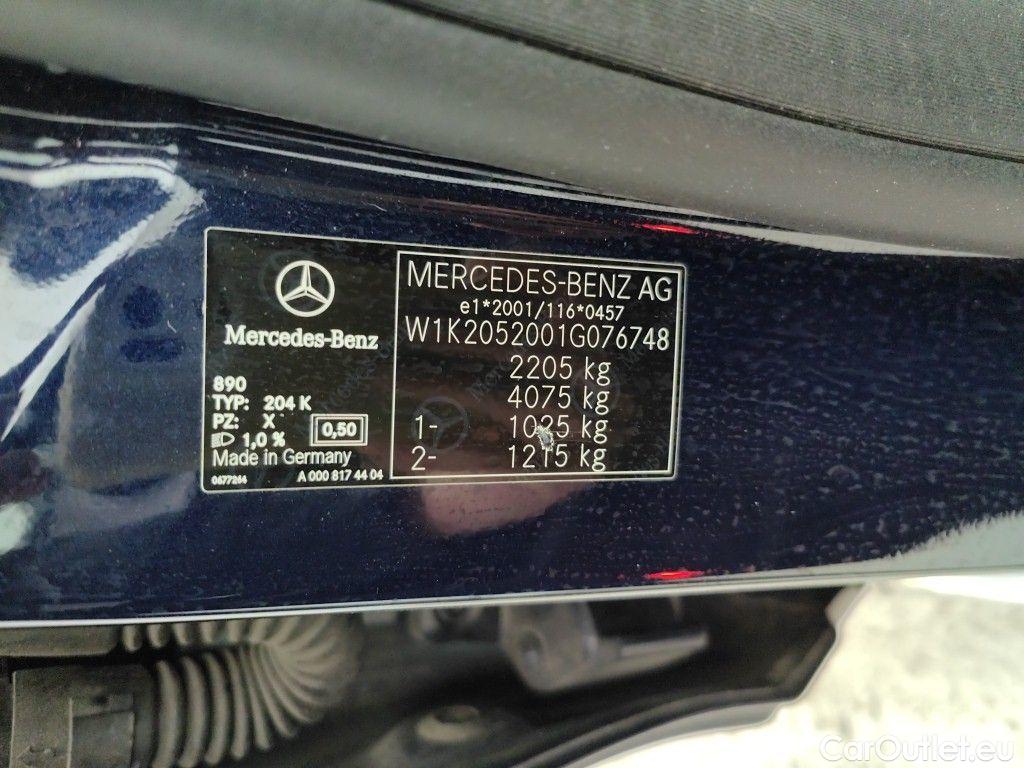 Mercedes-Benz
890
TYP: 204 K
PZ: X
1,0 %
0,50
Made in Germany
0677264
A 000 817 44 04
MERCEDES-BENZ AG
e1*2001/116*0457
W1K2052001G076748
2205 kg
4075 kg
1- 1025 kg
2- 1215 kg
CarOutlet.eu